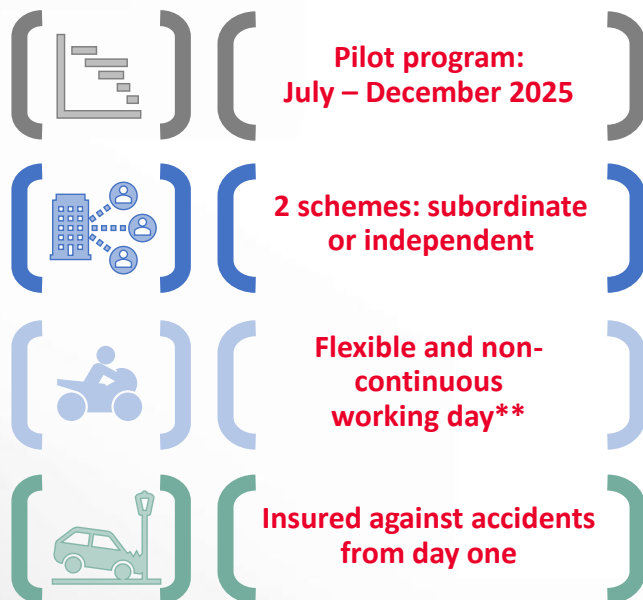 Pilot program:
July – December 2025
2 schemes: subordinate
or independent
Flexible and non-
continuous
working day**
Insured against accidents
from day one